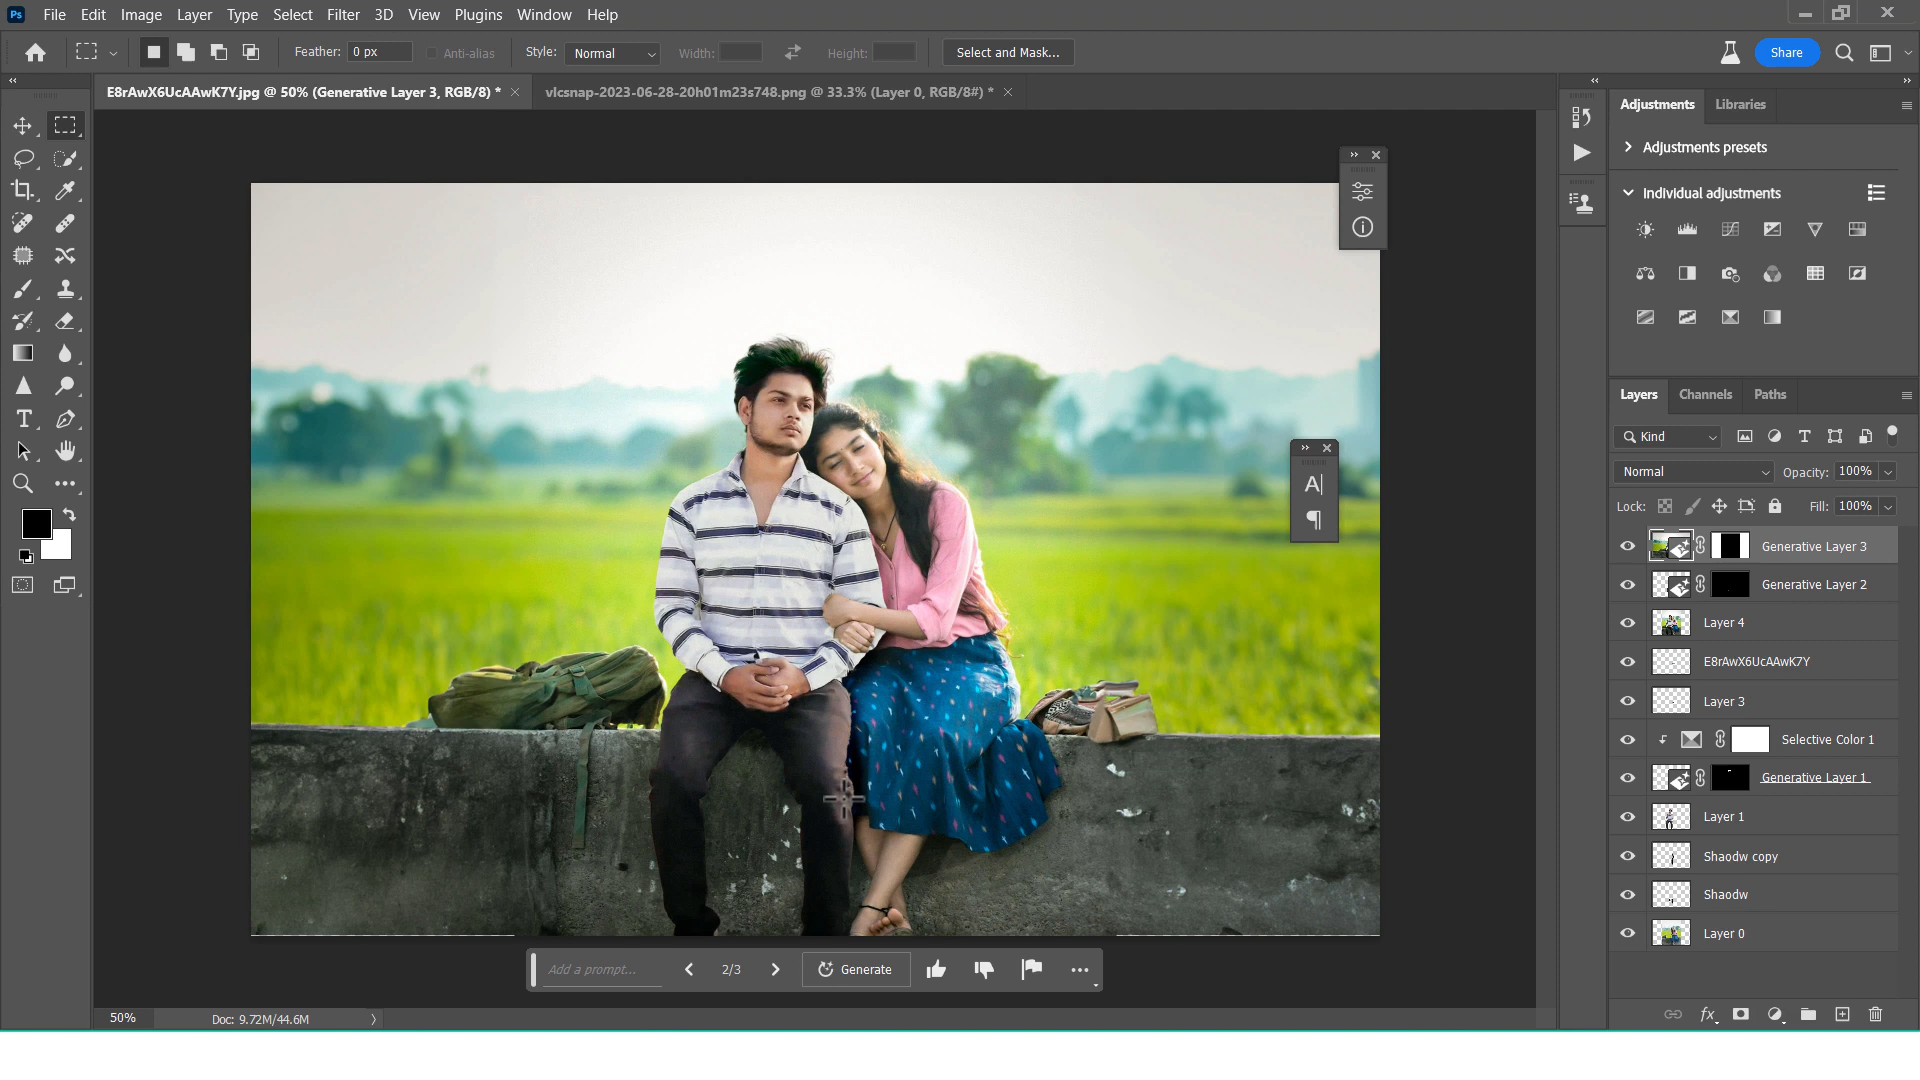 Ps File Edit Image Layer Type Select Filter 3D View Plugins Window Help
Feather: 0 px Anti-alias Style: Normal Width: Height: Select and Mask... Share
E8rAwX6UcAAwK7Y.jpg @ 50% (Generative Layer 3, RGB/8) * vlcsnap-2023-06-28-20h01m23s748.png @ 33.3% (Layer 0, RGB/8#) *
Adjustments Libraries
Adjustments presets
Individual adjustments
Layers Channels Paths
Kind
Normal Opacity: 100%
Lock: Fill: 100%
Generative Layer 3
Generative Layer 2
Layer 4
E8rAwX6UcAAwK7Y
Layer 3
Selective Color 1
Generative Layer 1
Layer 1
Shaodw copy
Shaodw
Layer 0
Add a prompt... 2/3 Generate
50% Doc: 9.72M/44.6M